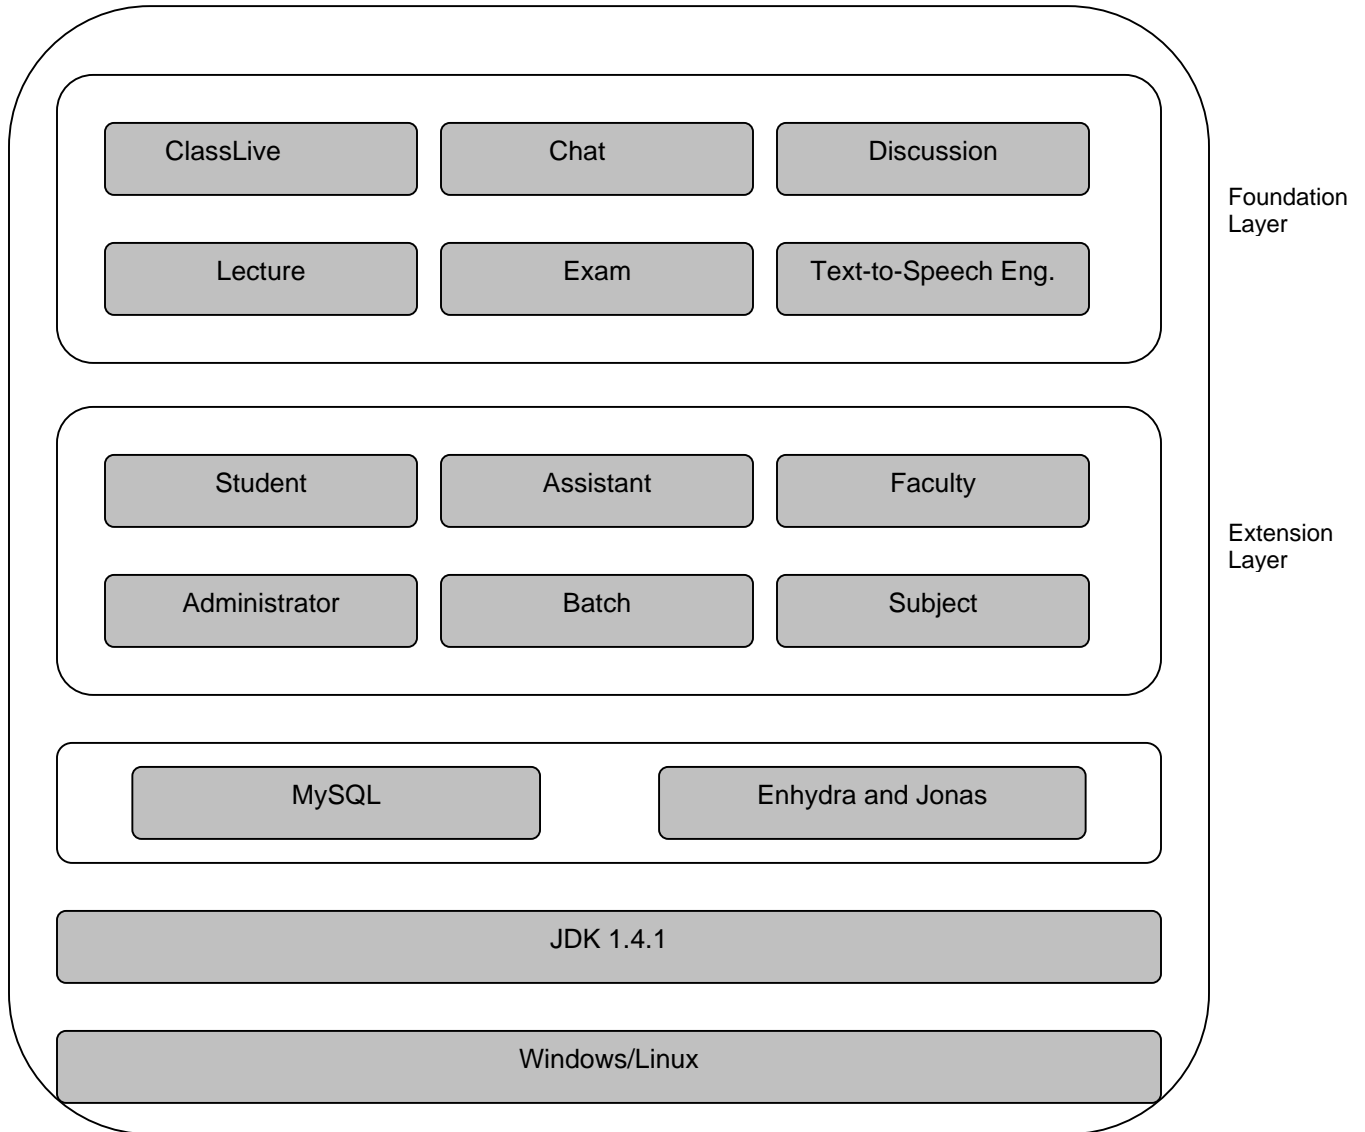 ClassLive
Chat
Discussion
Foundation
Layer
Lecture
Exam
Text-to-Speech Eng.
Student
Assistant
Faculty
Extension
Layer
Administrator
Batch
Subject
MySQL
Enhydra and Jonas
JDK 1.4.1
Windows/Linux